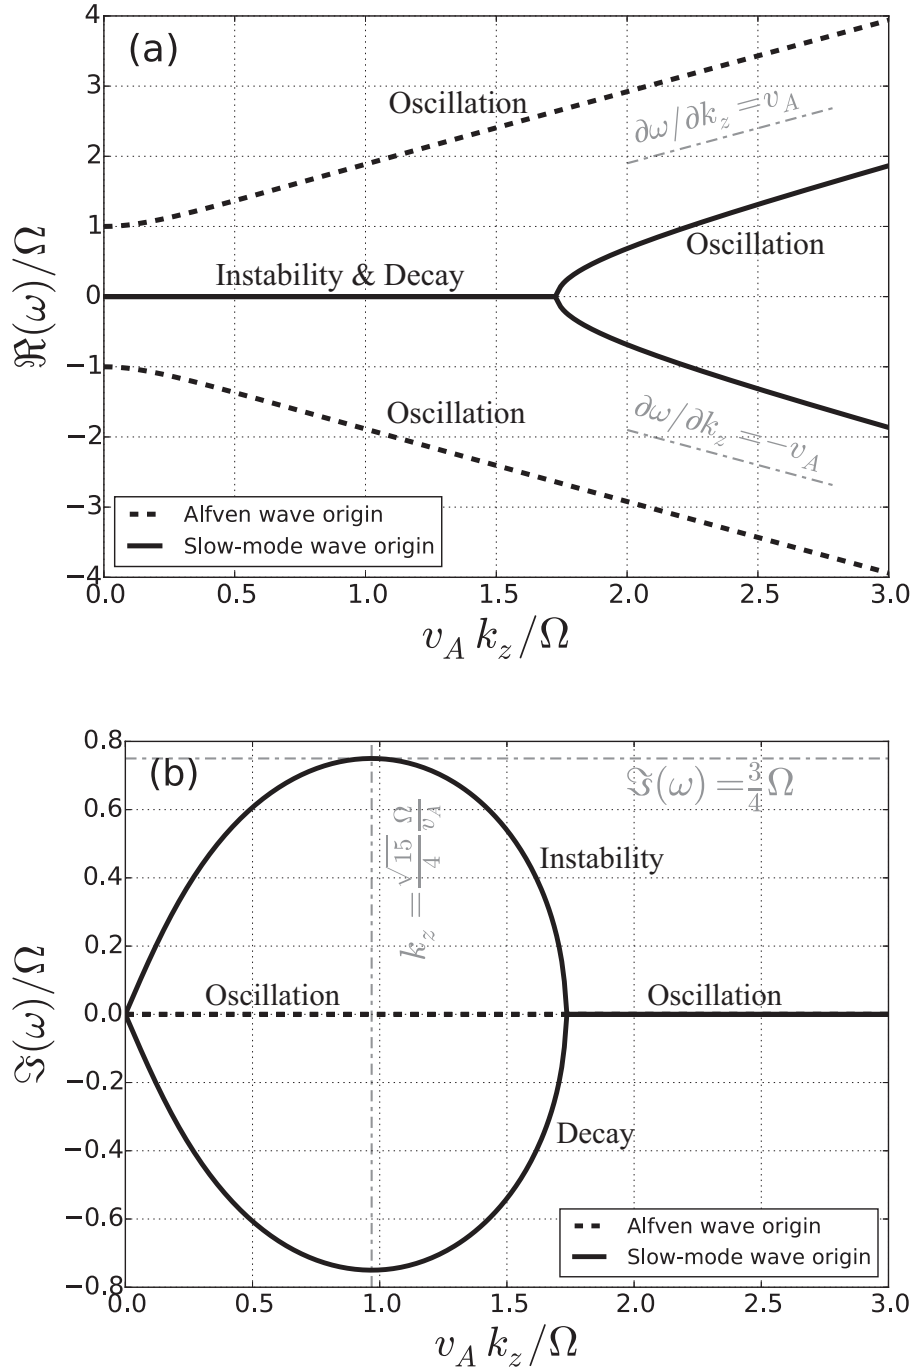 (a)
4
3
2
1
0
−1
−2
−3
−4
ℜ(ω)/Ω
Oscillation
∂ω/∂k_z = v_A
Oscillation
Instability & Decay
Oscillation
∂ω/∂k_z = −v_A
Alfven wave origin
Slow-mode wave origin
0.0 0.5 1.0 1.5 2.0 2.5 3.0
v_A k_z/Ω
(b)
0.8
0.6
0.4
0.2
0.0
−0.2
−0.4
−0.6
−0.8
ℑ(ω)/Ω
ℑ(ω) = 3/4 Ω
k_z = √15/4 Ω/v_A
Instability
Oscillation
Oscillation
Decay
Alfven wave origin
Slow-mode wave origin
0.0 0.5 1.0 1.5 2.0 2.5 3.0
v_A k_z/Ω